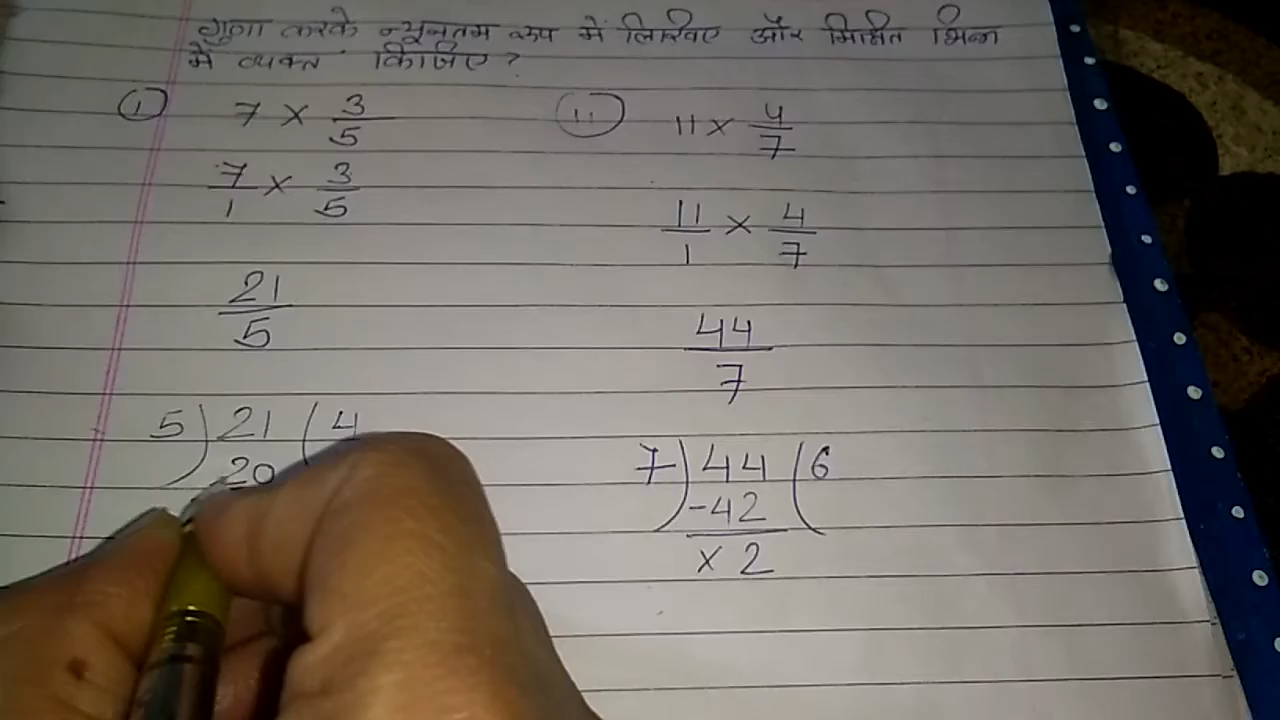 गुणा करके न्यूनतम रूप में लिखिए और मिश्रित भिन्न
में व्यक्त किजिए ?
(i) 7 × 3/5
7/1 × 3/5
21/5
5 ) 21 ( 4
20
(ii) 11 × 4/7
11/1 × 4/7
44/7
7 ) 44 ( 6
-42
× 2